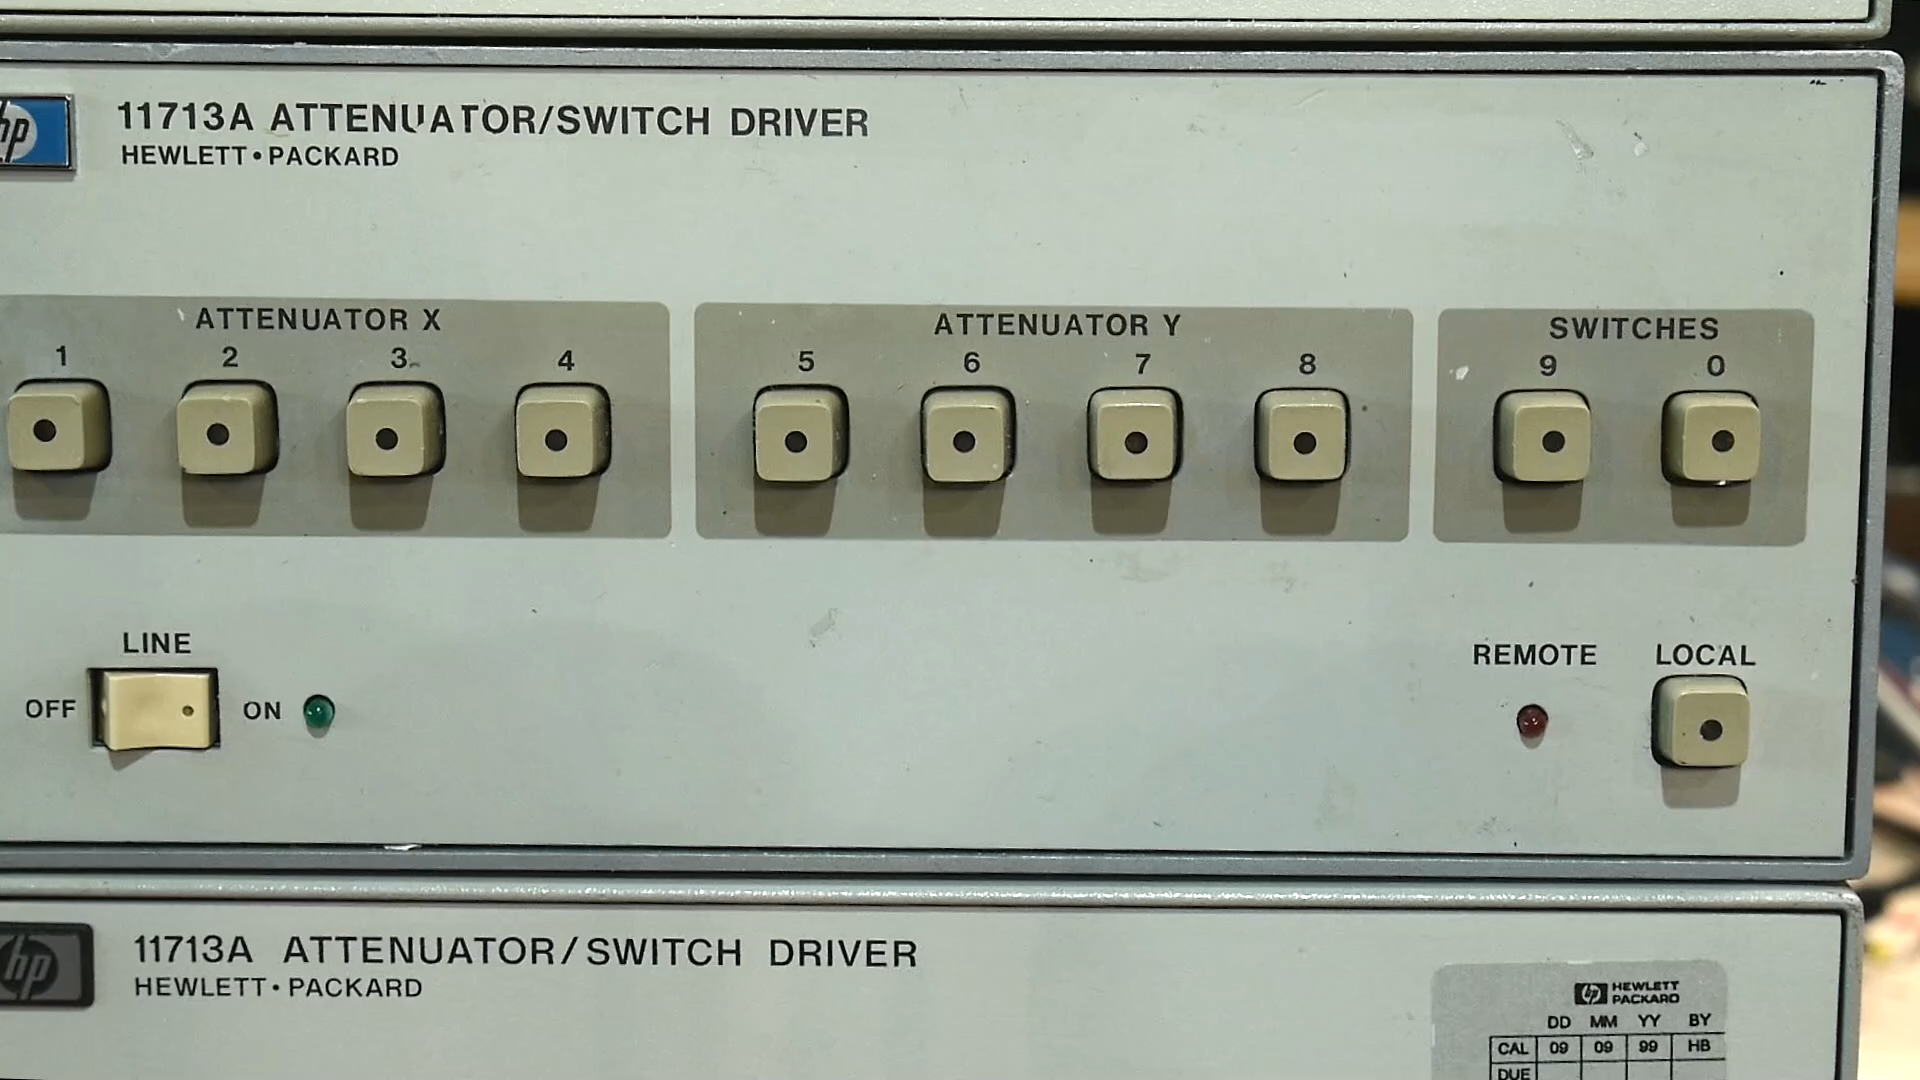 hp
11713A ATTENUATOR/SWITCH DRIVER
HEWLETT•PACKARD
ATTENUATOR X
1 2 3 4
ATTENUATOR Y
5 6 7 8
SWITCHES
9 0
LINE
OFF ON
REMOTE LOCAL
hp
11713A ATTENUATOR/SWITCH DRIVER
HEWLETT•PACKARD
hp HEWLETT
PACKARD
DD MM YY BY
CAL 09 09 99 HB
DUE